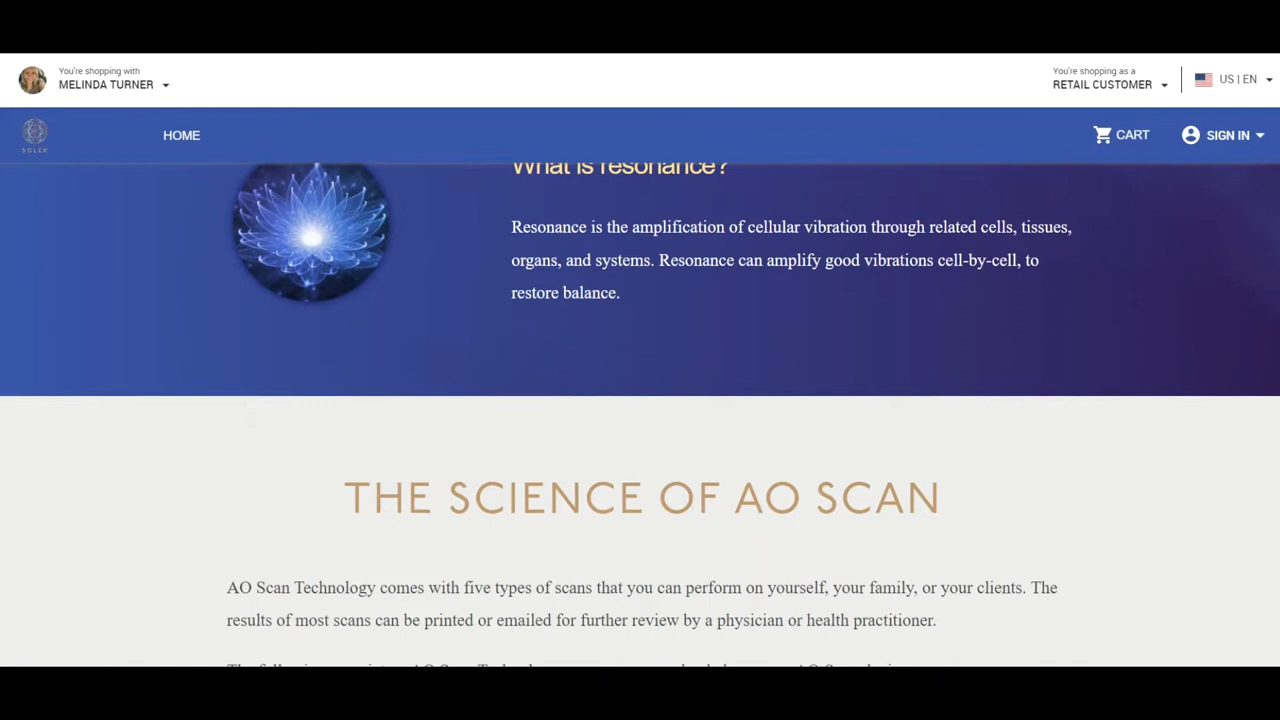 You're shopping with
MELINDA TURNER
You're shopping as a
RETAIL CUSTOMER
US | EN
SOLEX
HOME
CART
SIGN IN
What is resonance?
Resonance is the amplification of cellular vibration through related cells, tissues,
organs, and systems. Resonance can amplify good vibrations cell-by-cell, to
restore balance.
THE SCIENCE OF AO SCAN
AO Scan Technology comes with five types of scans that you can perform on yourself, your family, or your clients. The
results of most scans can be printed or emailed for further review by a physician or health practitioner.